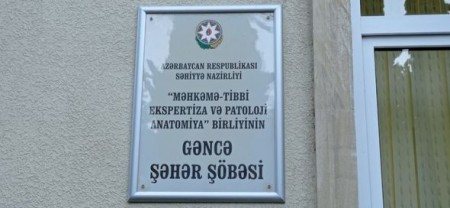 AZƏRBAYCAN RESPUBLİKASI
SƏHİYYƏ NAZİRLİYİ
"MƏHKƏMƏ-TİBBİ
EKSPERTİZA VƏ PATOLOJİ
ANATOMİYA" BİRLİYİNİN
GƏNCƏ
ŞƏHƏR ŞÖBƏSİ